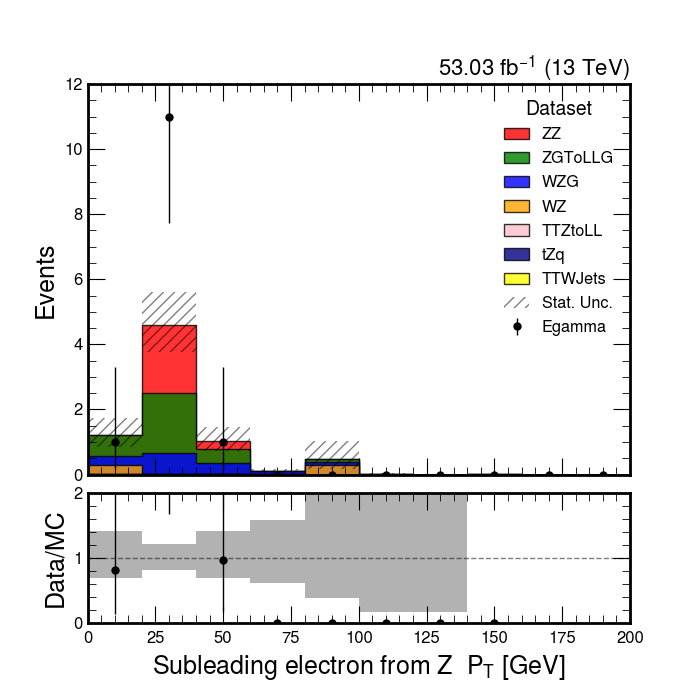 53.03 fb⁻¹ (13 TeV)
12
10
8
6
4
2
0
Events
Dataset
ZZ
ZGToLLG
WZG
WZ
TTZtoLL
tZq
TTWJets
Stat. Unc.
Egamma
2
1
0
Data/MC
0 25 50 75 100 125 150 175 200
Subleading electron from Z P_T [GeV]